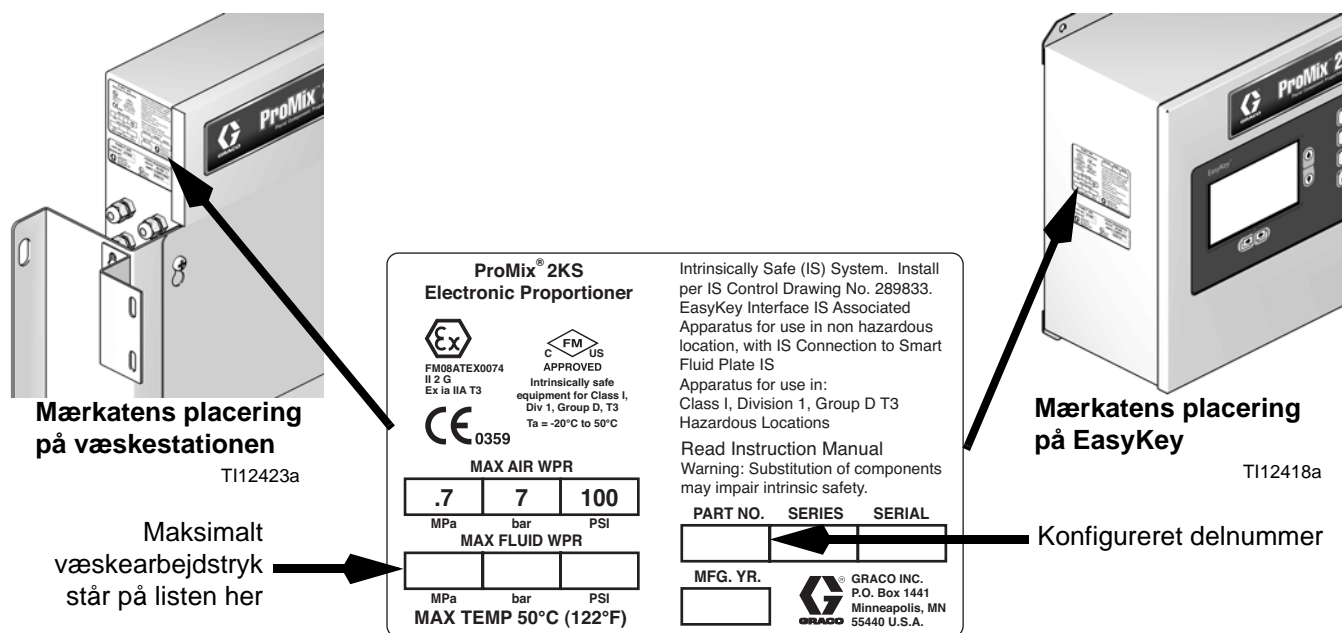 ProMix 2
GRACO
EasyKey
Mærkatens placering
på væskestationen
TI12423a
Mærkatens placering
på EasyKey
TI12418a
ProMix® 2KS
Electronic Proportioner
Ex
FM08ATEX0074
II 2 G
Ex ia IIA T3
C FM US
APPROVED
Intrinsically safe
equipment for Class I,
Div 1, Group D, T3
Ta = -20°C to 50°C
CE 0359
MAX AIR WPR
.7 7 100
MPa bar PSI
MAX FLUID WPR
MPa bar PSI
MAX TEMP 50°C (122°F)
Intrinsically Safe (IS) System. Install
per IS Control Drawing No. 289833.
EasyKey Interface IS Associated
Apparatus for use in non hazardous
location, with IS Connection to Smart
Fluid Plate IS
Apparatus for use in:
Class I, Division 1, Group D T3
Hazardous Locations
Read Instruction Manual
Warning: Substitution of components
may impair intrinsic safety.
PART NO. SERIES SERIAL
MFG. YR.
GRACO
®
GRACO INC.
P.O. Box 1441
Minneapolis, MN
55440 U.S.A.
Maksimalt
væskearbejdstryk
står på listen her
Konfigureret delnummer
GRACO
ProMix